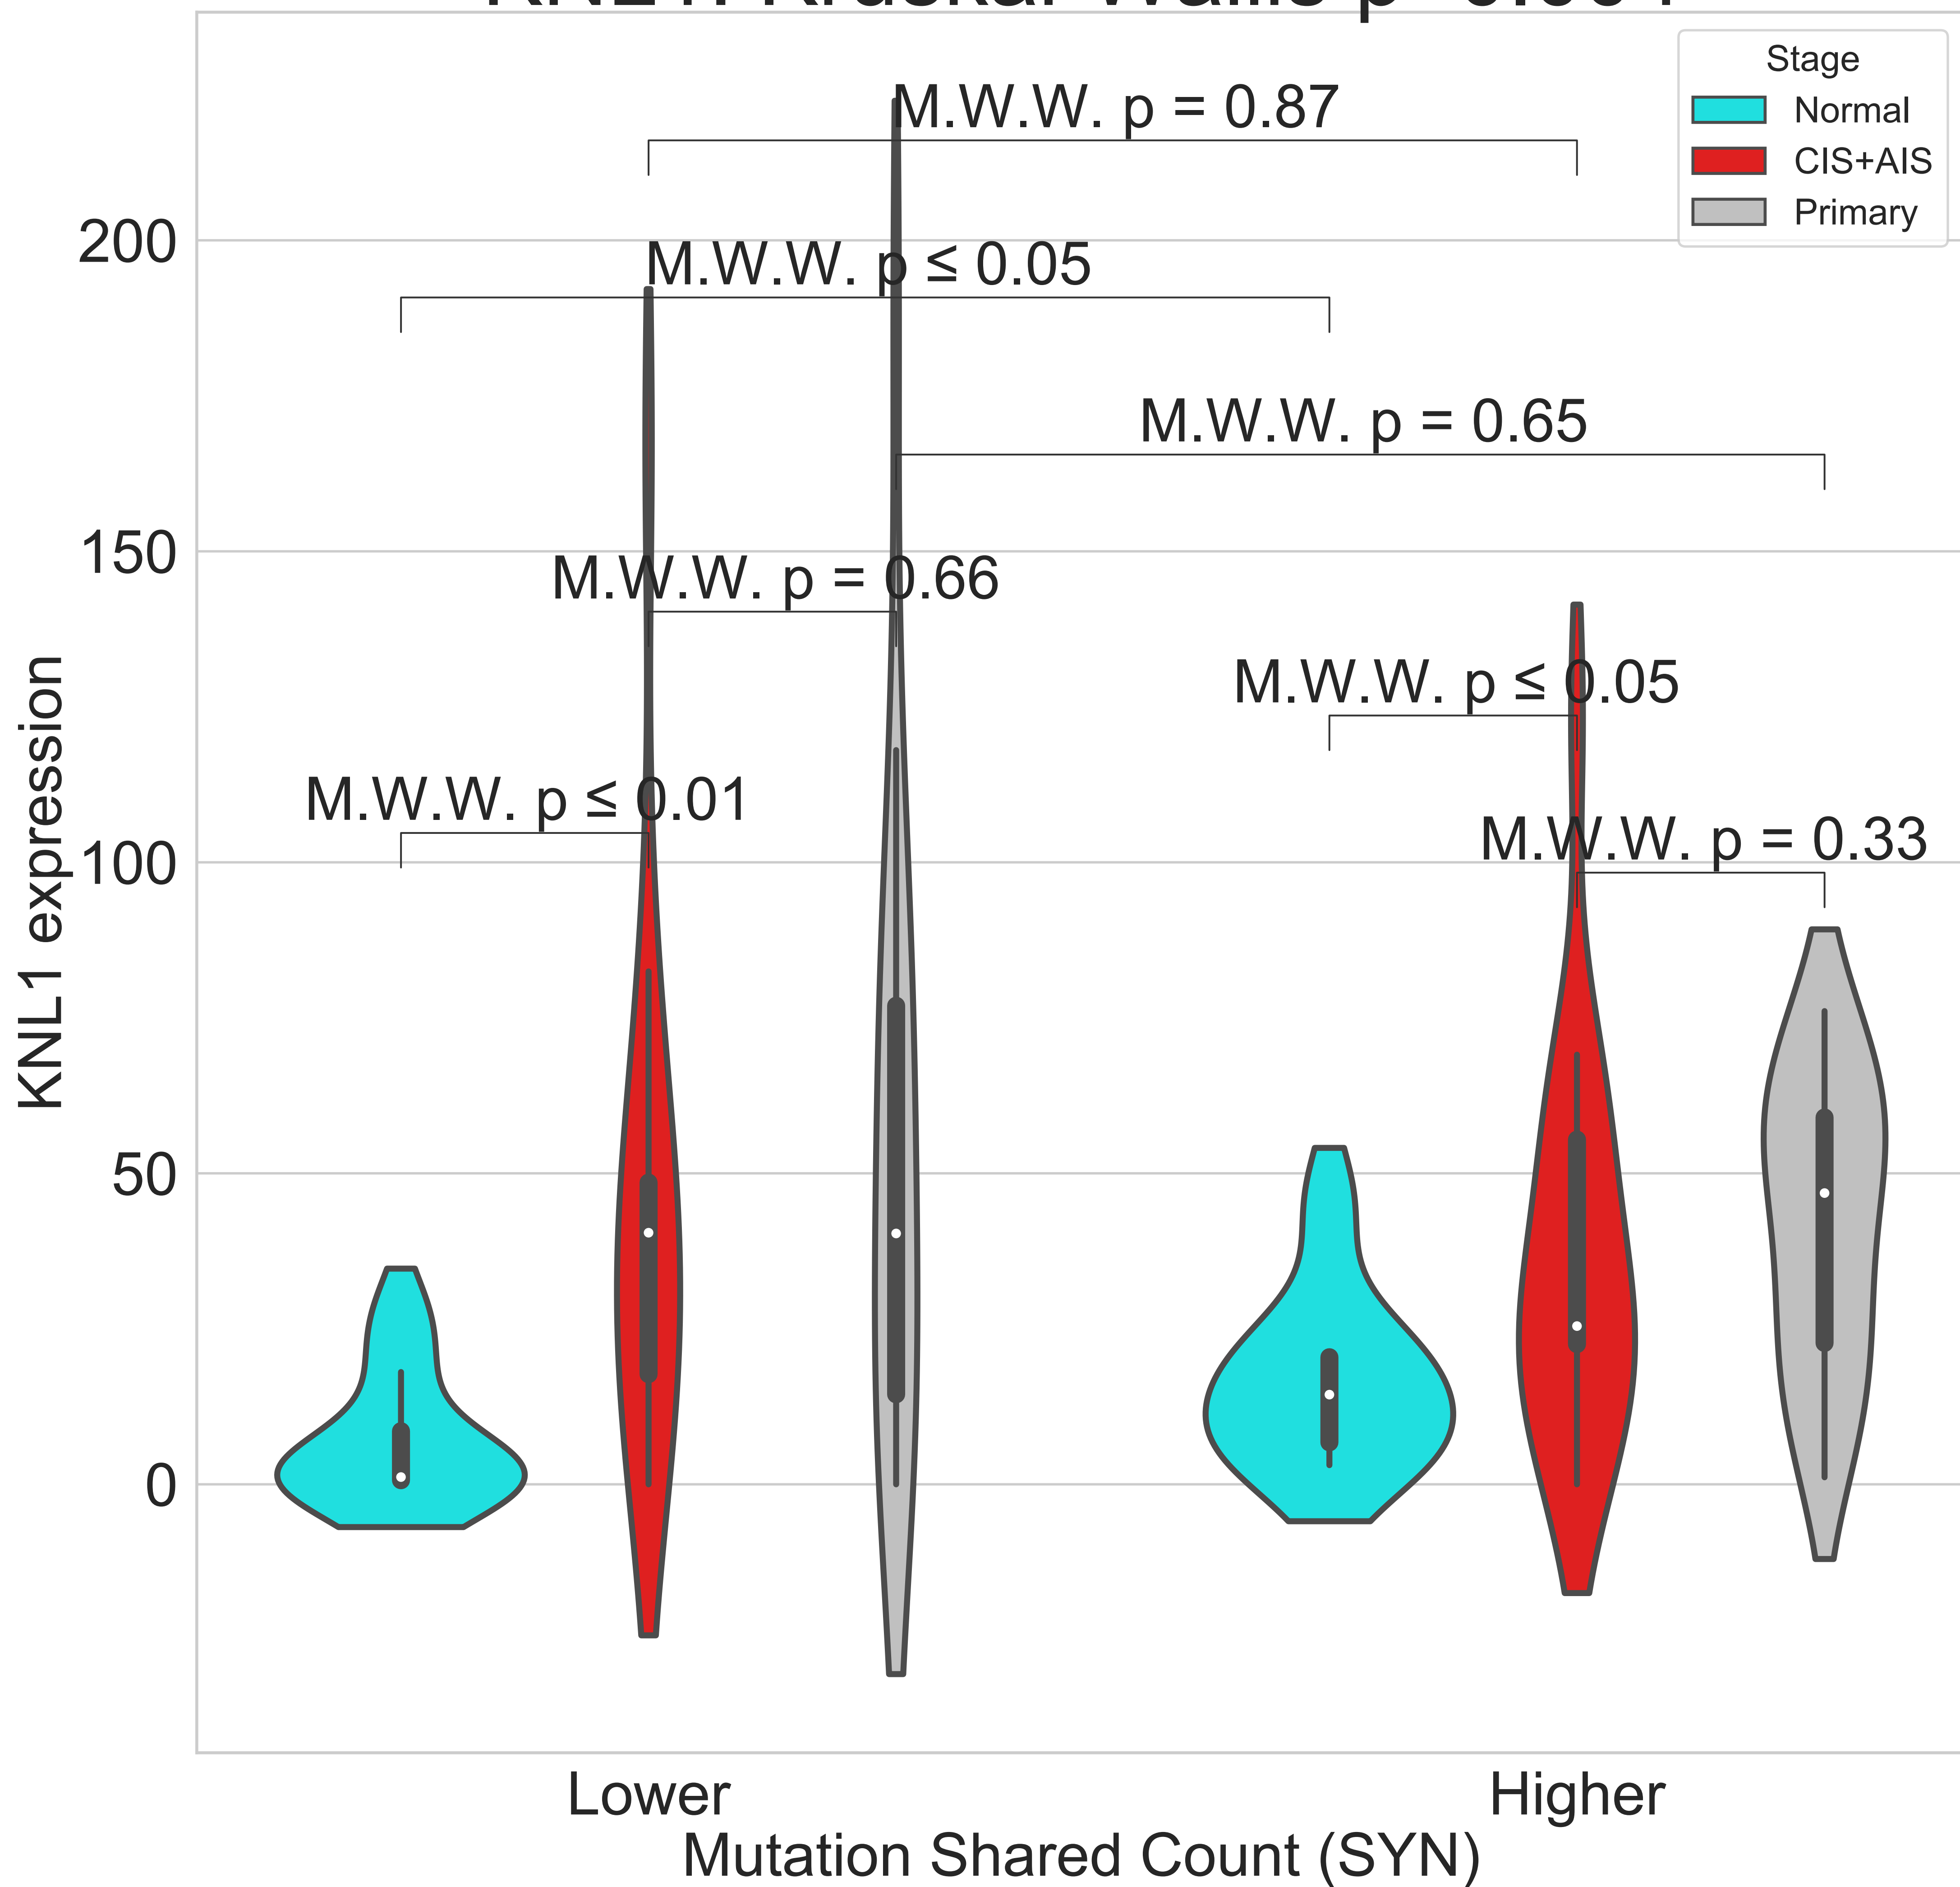 Stage
Normal
CIS+AIS
Primary
M.W.W. p = 0.87
M.W.W. p ≤ 0.05
M.W.W. p = 0.65
M.W.W. p = 0.66
M.W.W. p ≤ 0.05
M.W.W. p ≤ 0.01
M.W.W. p = 0.33
200
150
100
50
0
KNL1 expression
Lower
Higher
Mutation Shared Count (SYN)